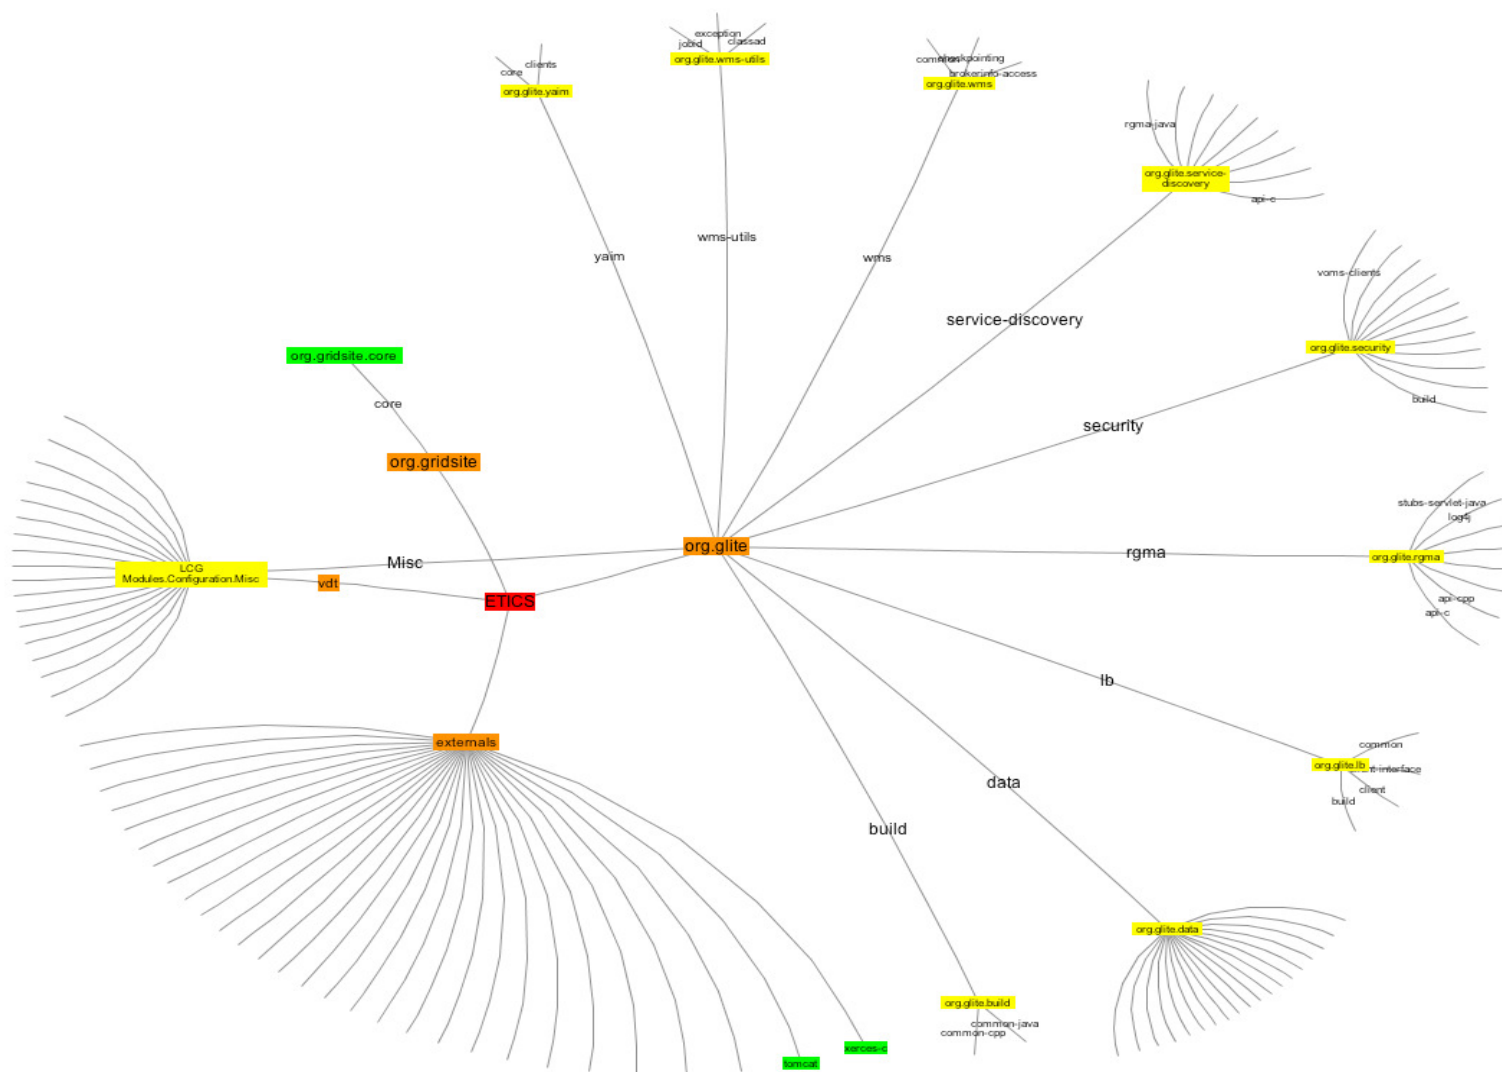 exception
jobid
classad
org.glite.wms-utils
clients
core
org.glite.yaim
common
checkpointing
brokerinfo-access
org.glite.wms
rgma-java
org.glite.service-
discovery
api-c
wms-utils
yaim
wms
voms-clients
service-discovery
org.glite.security
org.gridsite.core
core
build
security
org.gridsite
stubs-servlet-java
log4j
org.glite
rgma
org.glite.rgma
Misc
LCG
Modules.Configuration.Misc
vdt
ETICS
api-cpp
api-c
lb
externals
common
org.glite.lb
client
build
data
build
org.glite.data
org.glite.build
common-java
common-cpp
xerces-c
tomcat